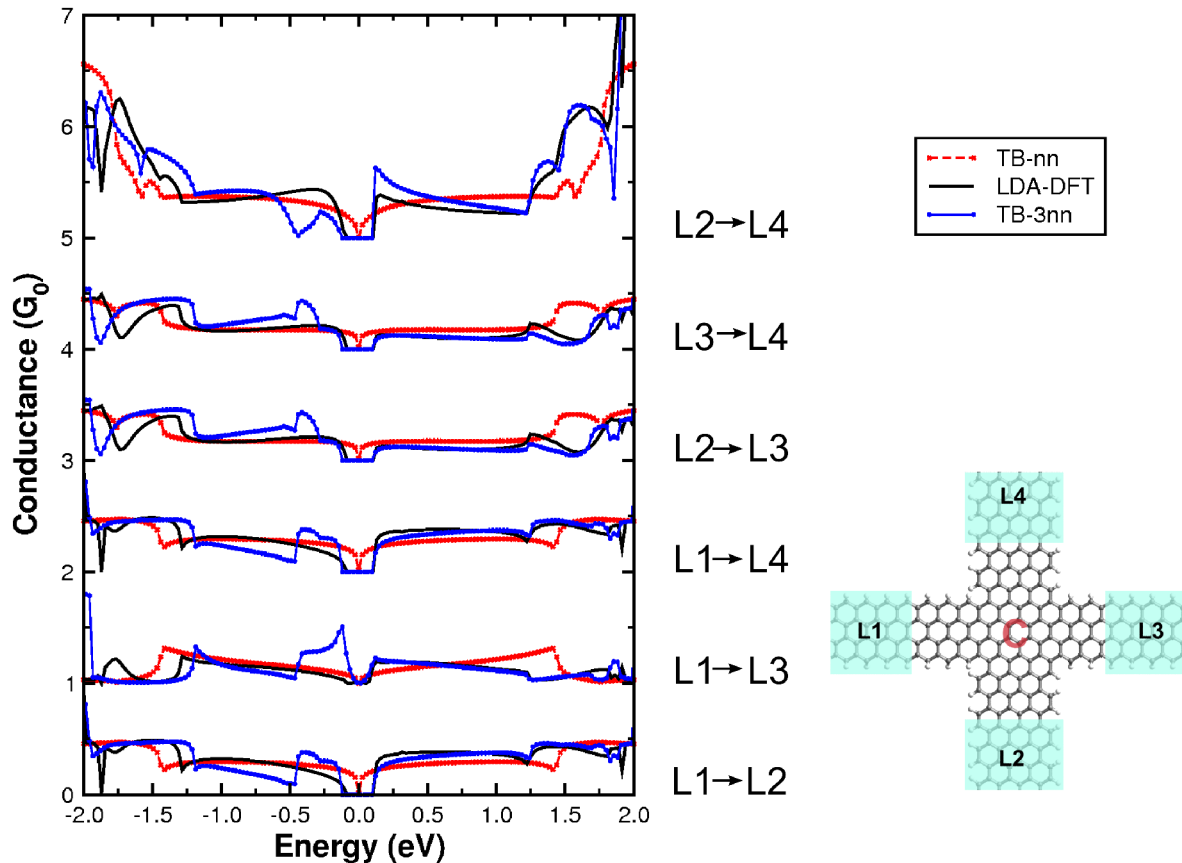 7
6
5
4
3
2
1
0
Conductance (G0)
-2.0 -1.5 -1.0 -0.5 0.0 0.5 1.0 1.5 2.0
Energy (eV)
L2→L4
L3→L4
L2→L3
L1→L4
L1→L3
L1→L2
TB-nn
LDA-DFT
TB-3nn
L4
L1
C
L3
L2